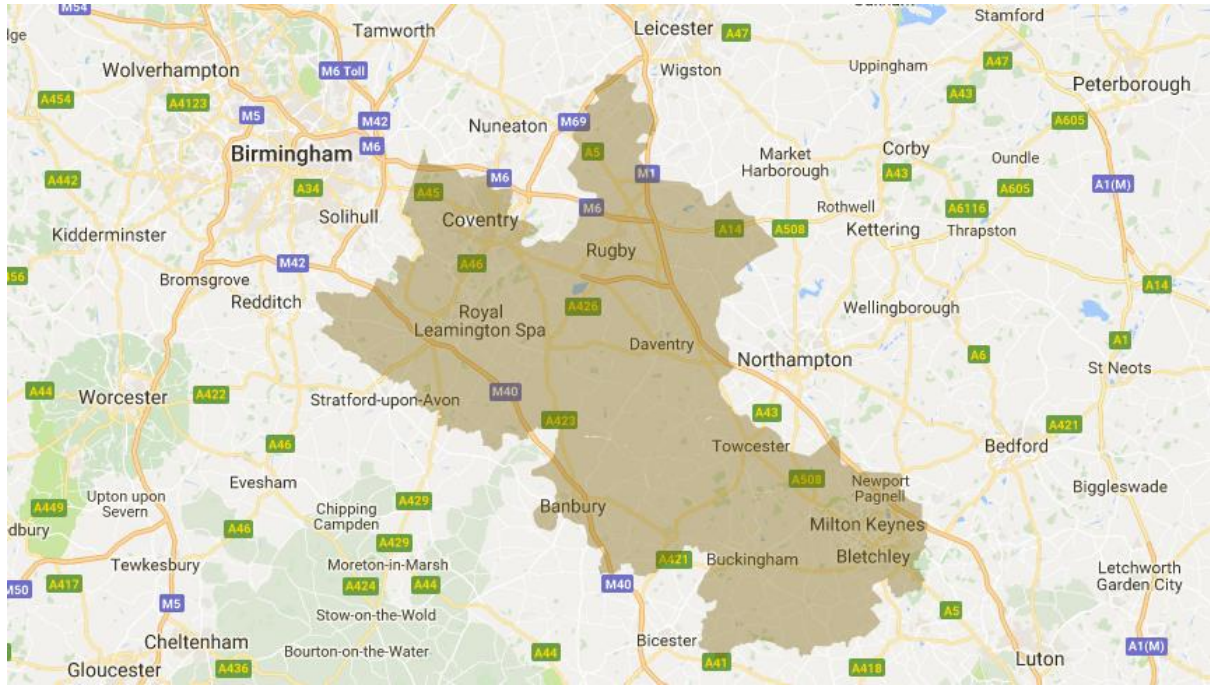 M54
Tamworth
Leicester
A47
Stamford
Wolverhampton
M6 Toll
Wigston
Uppingham
A47
Peterborough
A454
A4123
M5
M42
Nuneaton
M69
A43
A605
Birmingham
M6
A5
Market
Harborough
Corby
Oundle
A442
A34
A45
M6
M1
A43
A605
A1(M)
Solihull
Coventry
M6
Rothwell
A6116
Kidderminster
Rugby
A14
A508
Kettering
Thrapston
M42
A46
A14
Bromsgrove
Redditch
Royal
Leamington Spa
A426
Wellingborough
Daventry
Northampton
A6
A1
St Neots
A44
Worcester
A422
Stratford-upon-Avon
M40
A423
A43
A421
A46
Towcester
Bedford
Evesham
A508
Newport
Pagnell
Biggleswade
Upton upon
Severn
A449
Chipping
Campden
A429
Banbury
Milton Keynes
A46
A429
Tewkesbury
Moreton-in-Marsh
A421
Buckingham
Bletchley
Letchworth
Garden City
M50
A417
A424
A44
M40
M5
Stow-on-the-Wold
A5
Cheltenham
Bicester
A1(M)
Gloucester
A436
Bourton-on-the-Water
A44
A41
A418
Luton